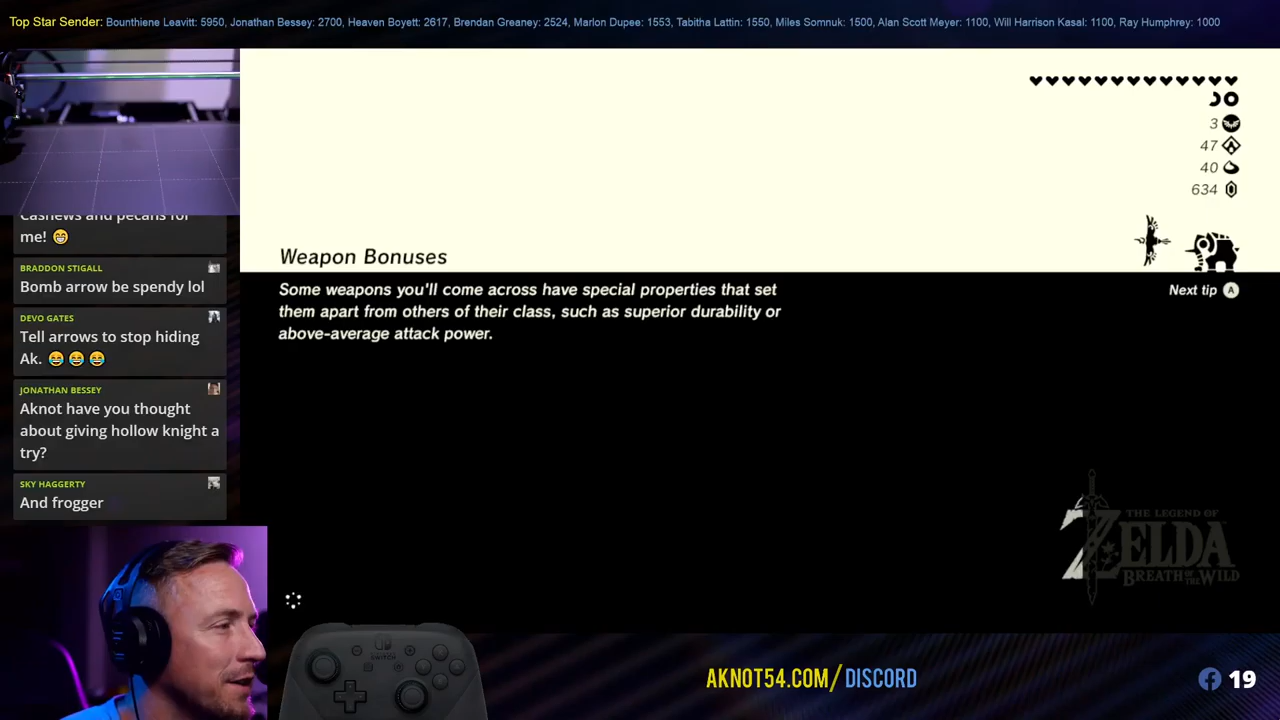 Top Star Sender: Bounthiene Leavitt: 5950, Jonathan Bessey: 2700, Heaven Boyett: 2617, Brendan Greaney: 2524, Marlon Dupee: 1553, Tabitha Lattin: 1550, Miles Somnuk: 1500, Alan Scott Meyer: 1100, Will Harrison Kasal: 1100, Ray Humphrey: 1000
Cashews and pecans for
me! 😁
BRADDON STIGALL
Bomb arrow be spendy lol
DEVO GATES
Tell arrows to stop hiding
Ak. 😂 😂 😂
JONATHAN BESSEY
Aknot have you thought
about giving hollow knight a
try?
SKY HAGGERTY
And frogger
3
47
40
634
Weapon Bonuses
Some weapons you'll come across have special properties that set
them apart from others of their class, such as superior durability or
above-average attack power.
Next tip A
THE LEGEND OF
ZELDA
BREATH OF THE WILD
SWITCH
AKNOT54.COM/DISCORD
19